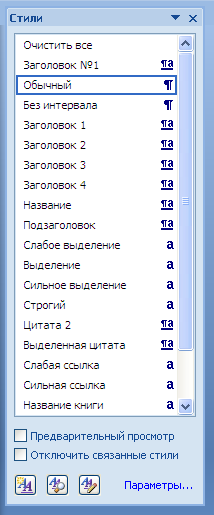 Стили
Очистить все
Заголовок №1 ¶a
Обычный ¶
Без интервала ¶
Заголовок 1 ¶a
Заголовок 2 ¶a
Заголовок 3 ¶a
Заголовок 4 ¶a
Название ¶a
Подзаголовок ¶a
Слабое выделение a
Выделение a
Сильное выделение a
Строгий a
Цитата 2 ¶a
Выделенная цитата ¶a
Слабая ссылка a
Сильная ссылка a
Название книги a
Предварительный просмотр
Отключить связанные стили
Параметры...